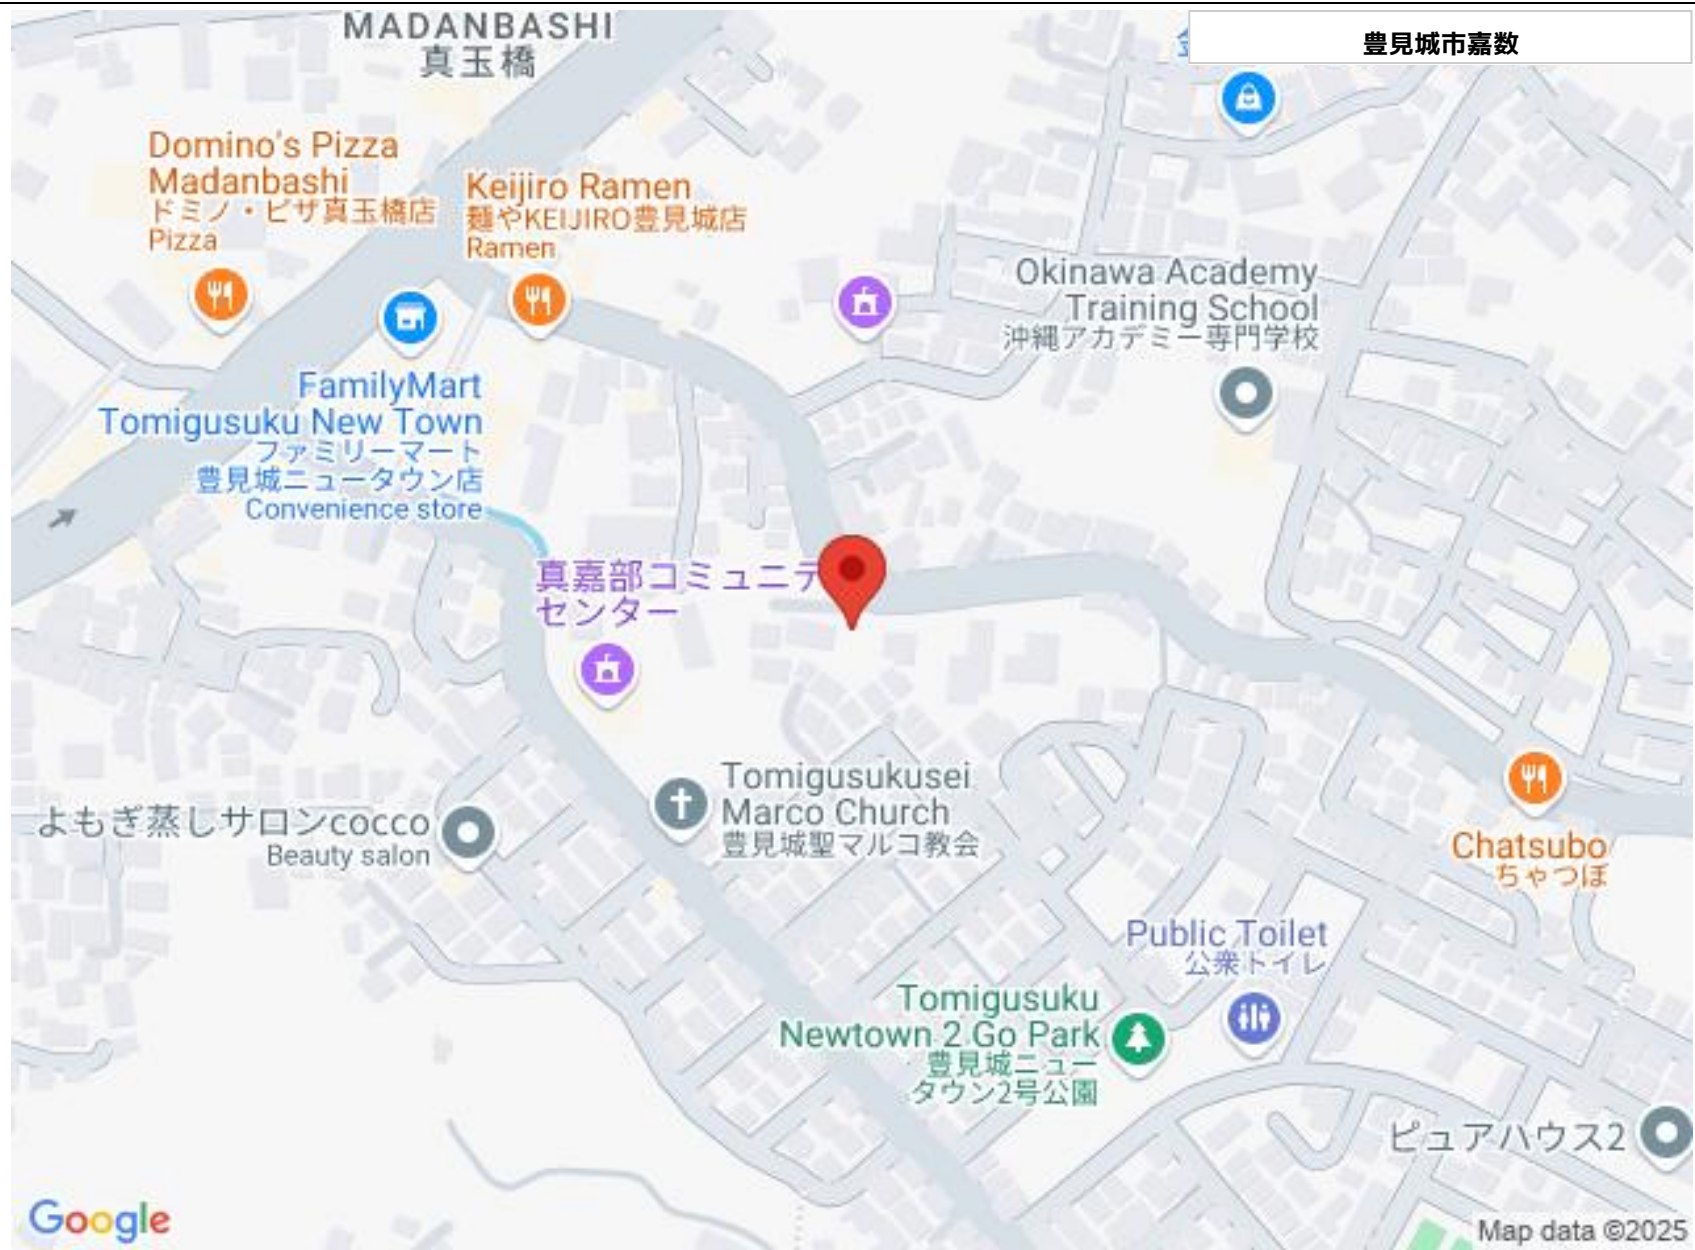 MADANBASHI
真玉橋
豊見城市嘉数
Domino's Pizza
Madanbashi
ドミノ・ピザ真玉橋店
Pizza
Keijiro Ramen
麺やKEIJIRO豊見城店
Ramen
Okinawa Academy
Training School
沖縄アカデミー専門学校
FamilyMart
Tomigusuku New Town
ファミリーマート
豊見城ニュータウン店
Convenience store
真嘉部コミュニテ
センター
Tomigusukusei
Marco Church
豊見城聖マルコ教会
よもぎ蒸しサロンcocco
Beauty salon
Chatsubo
ちゃつぼ
Public Toilet
公衆トイレ
Tomigusuku
Newtown 2 Go Park
豊見城ニュー
タウン2号公園
ピュアハウス2
Google
Map data ©2025